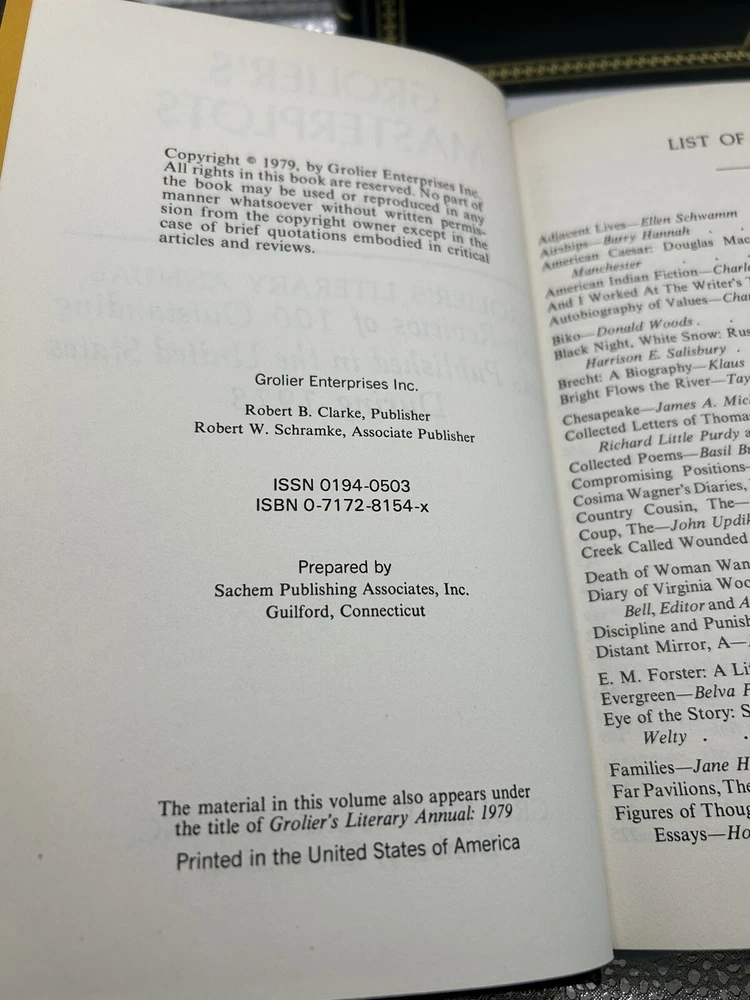 Copyright © 1979, by Grolier Enterprises Inc.
All rights in this book are reserved. No part of
the book may be used or reproduced in any
manner whatsoever without written permis-
sion from the copyright owner except in the
case of brief quotations embodied in critical
articles and reviews.
Grolier Enterprises Inc.
Robert B. Clarke, Publisher
Robert W. Schramke, Associate Publisher
ISSN 0194-0503
ISBN 0-7172-8154-x
Prepared by
Sachem Publishing Associates, Inc.
Guilford, Connecticut
The material in this volume also appears under
the title of Grolier's Literary Annual: 1979
Printed in the United States of America
LIST OF
Adjacent Lives—Ellen Schwamm
Airships—Barry Hannah . .
American Caesar: Douglas Mac
Manchester . .
American Indian Fiction—Charle
And I Worked At The Writer's T
Autobiography of Values—Char
Biko—Donald Woods . .
Black Night, White Snow: Rus
Harrison E. Salisbury .
Brecht: A Biography—Klaus
Bright Flows the River—Tay
Chesapeake—James A. Mich
Collected Letters of Thoma
Richard Little Purdy a
Collected Poems—Basil Bu
Compromising Positions—
Cosima Wagner's Diaries,
Country Cousin, The—
Coup, The—John Updik
Creek Called Wounded
Death of Woman Wan
Diary of Virginia Woo
Bell, Editor and A
Discipline and Punish
Distant Mirror, A—
E. M. Forster: A Li
Evergreen—Belva P
Eye of the Story: S
Welty . .
Families—Jane H
Far Pavilions, The
Figures of Thoug
Essays—Ho